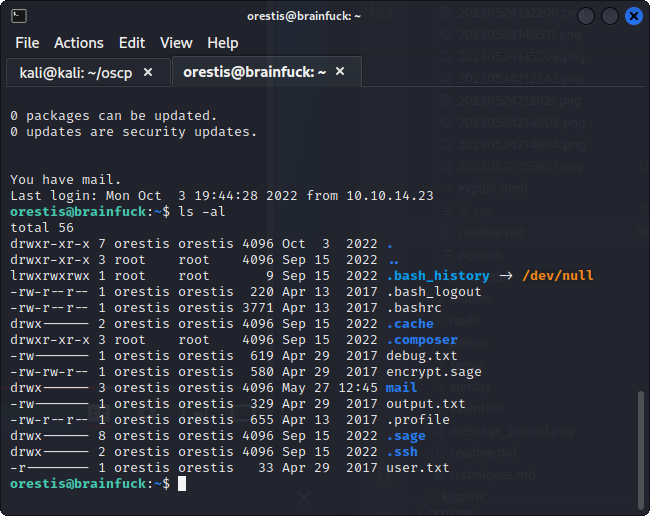 orestis@brainfuck: ~
File Actions Edit View Help
kali@kali: ~/oscp × orestis@brainfuck: ~ ×
0 packages can be updated.
0 updates are security updates.
You have mail.
Last login: Mon Oct  3 19:44:28 2022 from 10.10.14.23
orestis@brainfuck:~$ ls -al
total 56
drwxr-xr-x 7 orestis orestis 4096 Oct  3  2022 .
drwxr-xr-x 3 root    root    4096 Sep 15  2022 ..
lrwxrwxrwx 1 root    root       9 Sep 15  2022 .bash_history -> /dev/null
-rw-r--r-- 1 orestis orestis  220 Apr 13  2017 .bash_logout
-rw-r--r-- 1 orestis orestis 3771 Apr 13  2017 .bashrc
drwx------ 2 orestis orestis 4096 Sep 15  2022 .cache
drwxr-xr-x 3 root    root    4096 Sep 15  2022 .composer
-rw------- 1 orestis orestis  619 Apr 29  2017 debug.txt
-rw-rw-r-- 1 orestis orestis  580 Apr 29  2017 encrypt.sage
drwx------ 3 orestis orestis 4096 May 27 12:45 mail
-rw------- 1 orestis orestis  329 Apr 29  2017 output.txt
-rw-r--r-- 1 orestis orestis  655 Apr 13  2017 .profile
drwx------ 8 orestis orestis 4096 Sep 15  2022 .sage
drwx------ 2 orestis orestis 4096 Sep 15  2022 .ssh
-r-------- 1 orestis orestis   33 Apr 29  2017 user.txt
orestis@brainfuck:~$